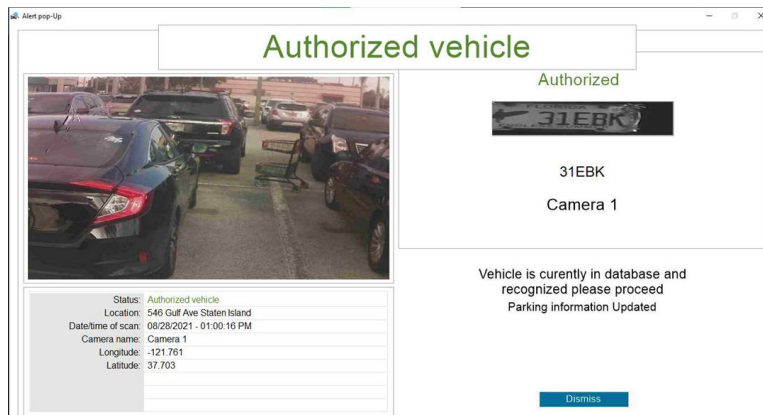 Alert pop-Up
Authorized vehicle
Authorized
FLORIDA
31EBK
31EBK
Camera 1
Status: Authorized vehicle
Location: 546 Gulf Ave Staten Island
Date/time of scan: 08/28/2021 - 01:00:16 PM
Camera name: Camera 1
Longitude: -121.761
Latitude: 37.703
Vehicle is curently in database and
recognized please proceed
Parking information Updated
Dismiss